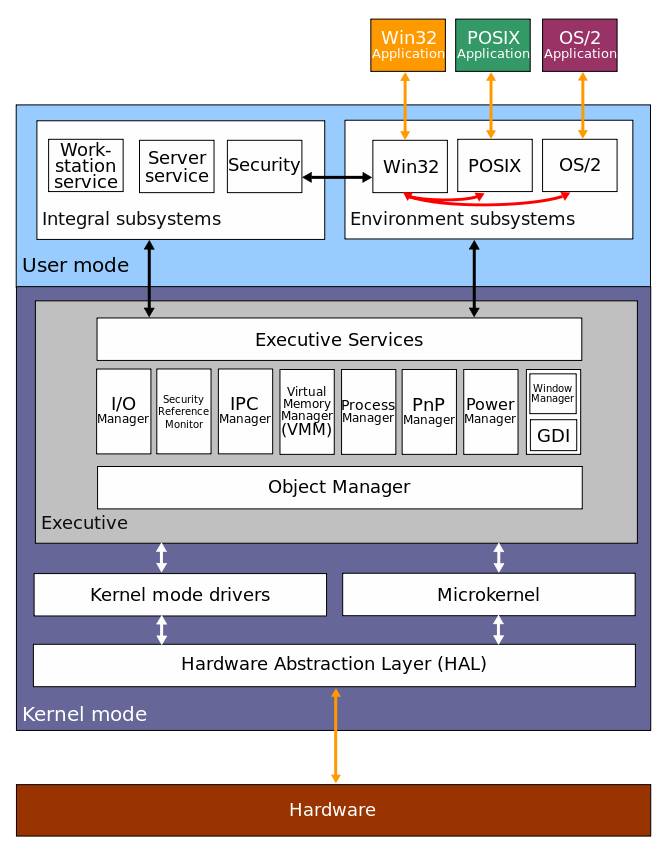 Win32
Application
POSIX
Application
OS/2
Application
Work-
station
service
Server
service
Security
Integral subsystems
Win32
POSIX
OS/2
Environment subsystems
User mode
Executive Services
I/O
Manager
Security
Reference
Monitor
IPC
Manager
Virtual
Memory
Manager
(VMM)
Process
Manager
PnP
Manager
Power
Manager
Window
Manager
GDI
Object Manager
Executive
Kernel mode drivers
Microkernel
Hardware Abstraction Layer (HAL)
Kernel mode
Hardware